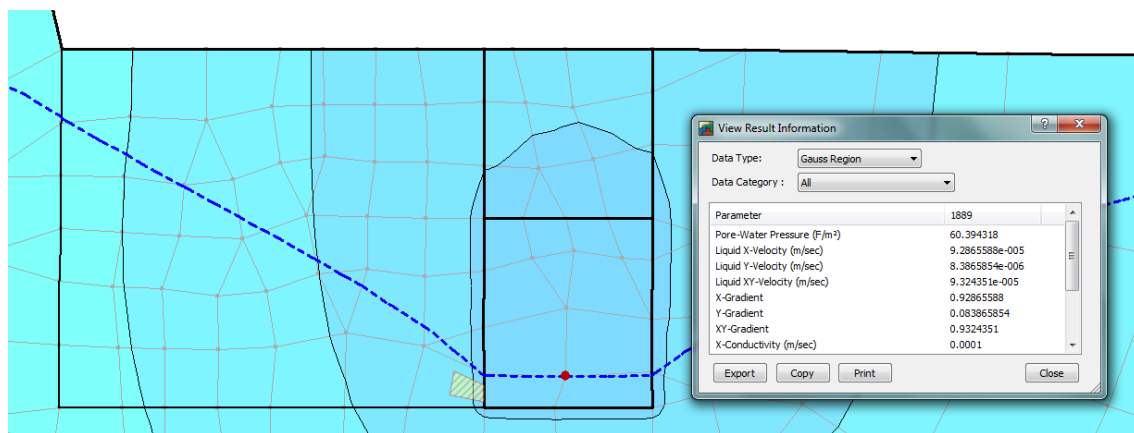 View Result Information
Data Type: Gauss Region
Data Category : All
Parameter 1889
Pore-Water Pressure (F/m²) 60.394318
Liquid X-Velocity (m/sec) 9.2865588e-005
Liquid Y-Velocity (m/sec) 8.3865854e-006
Liquid XY-Velocity (m/sec) 9.324351e-005
X-Gradient 0.92865588
Y-Gradient 0.083865854
XY-Gradient 0.9324351
X-Conductivity (m/sec) 0.0001
Export Copy Print Close